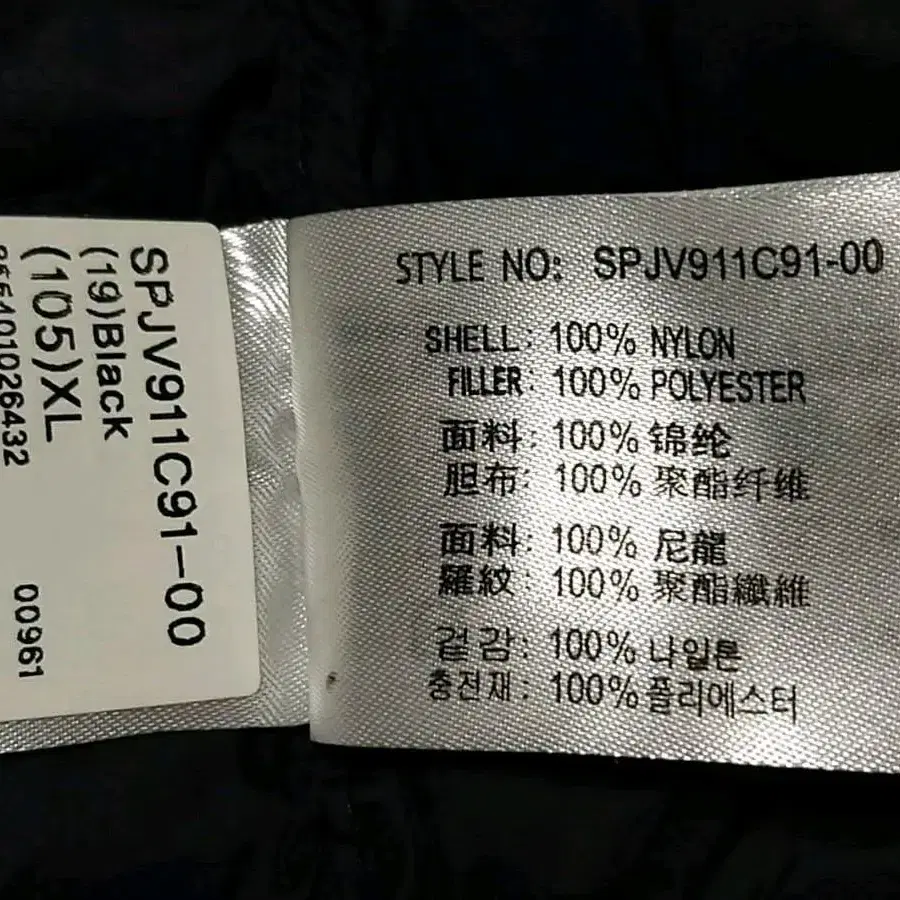 SPJV911C91-00
(19)Black
(105)XL
00961
STYLE NO: SPJV911C91-00
SHELL: 100% NYLON
FILLER: 100% POLYESTER
面料: 100% 锦纶
胆布: 100% 聚酯纤维
面料: 100% 尼龍
羅紋: 100% 聚酯纖維
겉감: 100% 나일론
충전재: 100% 폴리에스터